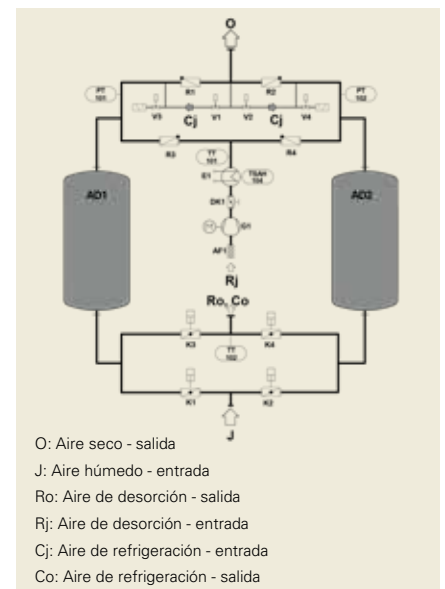 O
R1
R2
PT
101
PT
102
V3
Cj
V1
V2
Cj
V4
R3
TT
101
R4
E1
TSAH
104
AD1
AD2
DK1
G1
AF1
Rj
Ro, Co
K3
K4
TT
102
K1
K2
J
O: Aire seco - salida
J: Aire húmedo - entrada
Ro: Aire de desorción - salida
Rj: Aire de desorción - entrada
Cj: Aire de refrigeración - entrada
Co: Aire de refrigeración - salida